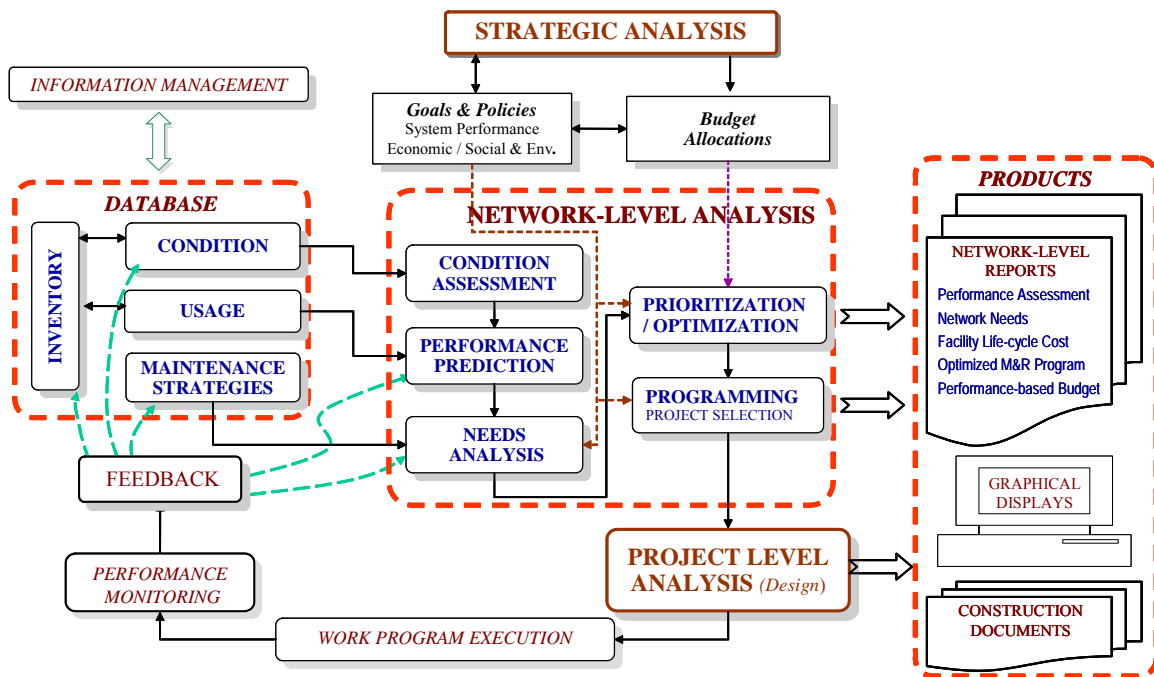 STRATEGIC ANALYSIS
INFORMATION MANAGEMENT
Goals & Policies
System Performance
Economic / Social & Env.
Budget
Allocations
DATABASE
INVENTORY
CONDITION
USAGE
MAINTENANCE
STRATEGIES
NETWORK-LEVEL ANALYSIS
CONDITION
ASSESSMENT
PERFORMANCE
PREDICTION
NEEDS
ANALYSIS
PRIORITIZATION
/ OPTIMIZATION
PROGRAMMING
PROJECT SELECTION
PRODUCTS
NETWORK-LEVEL
REPORTS
Performance Assessment
Network Needs
Facility Life-cycle Cost
Optimized M&R Program
Performance-based Budget
GRAPHICAL
DISPLAYS
CONSTRUCTION
DOCUMENTS
FEEDBACK
PERFORMANCE
MONITORING
WORK PROGRAM EXECUTION
PROJECT LEVEL
ANALYSIS (Design)